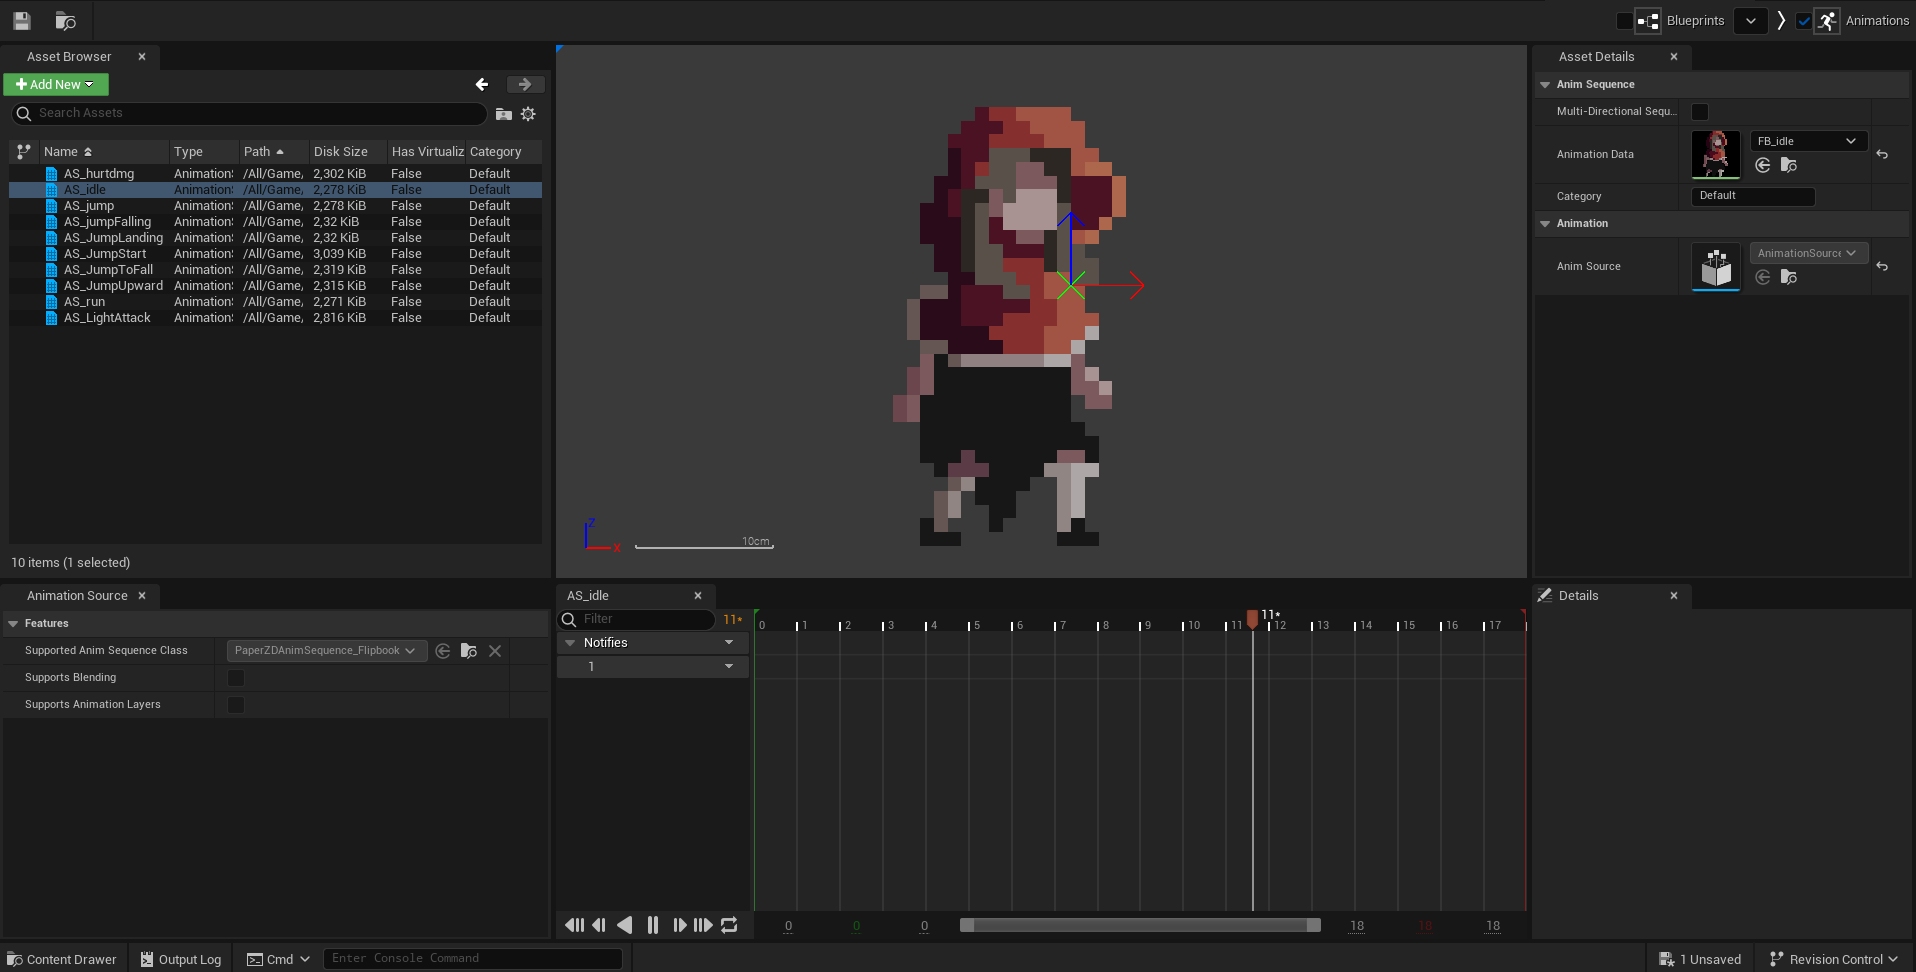 Blueprints
Animations
Asset Browser
Asset Details
Add New
Search Assets
Name Type Path Disk Size Has Virtualiz Category
AS_hurtdmg Animation /All/Game, 2,302 KiB False Default
AS_idle Animation /All/Game, 2,278 KiB False Default
AS_jump Animation /All/Game, 2,278 KiB False Default
AS_jumpFalling Animation /All/Game, 2,32 KiB False Default
AS_JumpLanding Animation /All/Game, 2,32 KiB False Default
AS_JumpStart Animation /All/Game, 3,039 KiB False Default
AS_JumpToFall Animation /All/Game, 2,319 KiB False Default
AS_JumpUpward Animation /All/Game, 2,315 KiB False Default
AS_run Animation /All/Game, 2,271 KiB False Default
AS_LightAttack Animation /All/Game, 2,816 KiB False Default
10 items (1 selected)
Z
X
10cm
Anim Sequence
Multi-Directional Sequ...
Animation Data FB_idle
Category Default
Animation
Anim Source AnimationSource
Animation Source
Features
Supported Anim Sequence Class PaperZDAnimSequence_Flipbook
Supports Blending
Supports Animation Layers
AS_idle
Filter 11*
Notifies
1
11*
0 1 2 3 4 5 6 7 8 9 10 11 12 13 14 15 16 17
0 0 0 18 18 18
Details
Content Drawer
Output Log
Cmd
Enter Console Command
1 Unsaved
Revision Control